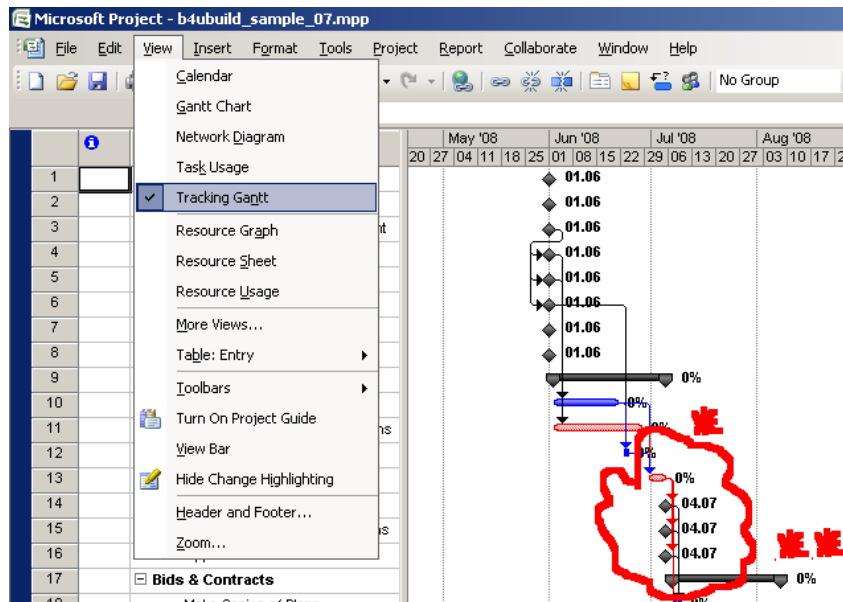 Microsoft Project - b4ubuild_sample_07.mpp
File Edit View Insert Format Tools Project Report Collaborate Window Help
No Group
Calendar
Gantt Chart
Network Diagram
Task Usage
Tracking Gantt
Resource Graph
Resource Sheet
Resource Usage
More Views...
Table: Entry
Toolbars
Turn On Project Guide
View Bar
Hide Change Highlighting
Header and Footer...
Zoom...
May '08 Jun '08 Jul '08 Aug '08
20 27 04 11 18 25 01 08 15 22 29 06 13 20 27 03 10 17
1 01.06
2 01.06
3 01.06
4 01.06
5 01.06
6 01.06
7 01.06
8 01.06
9 0%
10 0%
11 0%
12 0%
13 0%
14 04.07
15 04.07
16 04.07
17 Bids & Contracts 0%